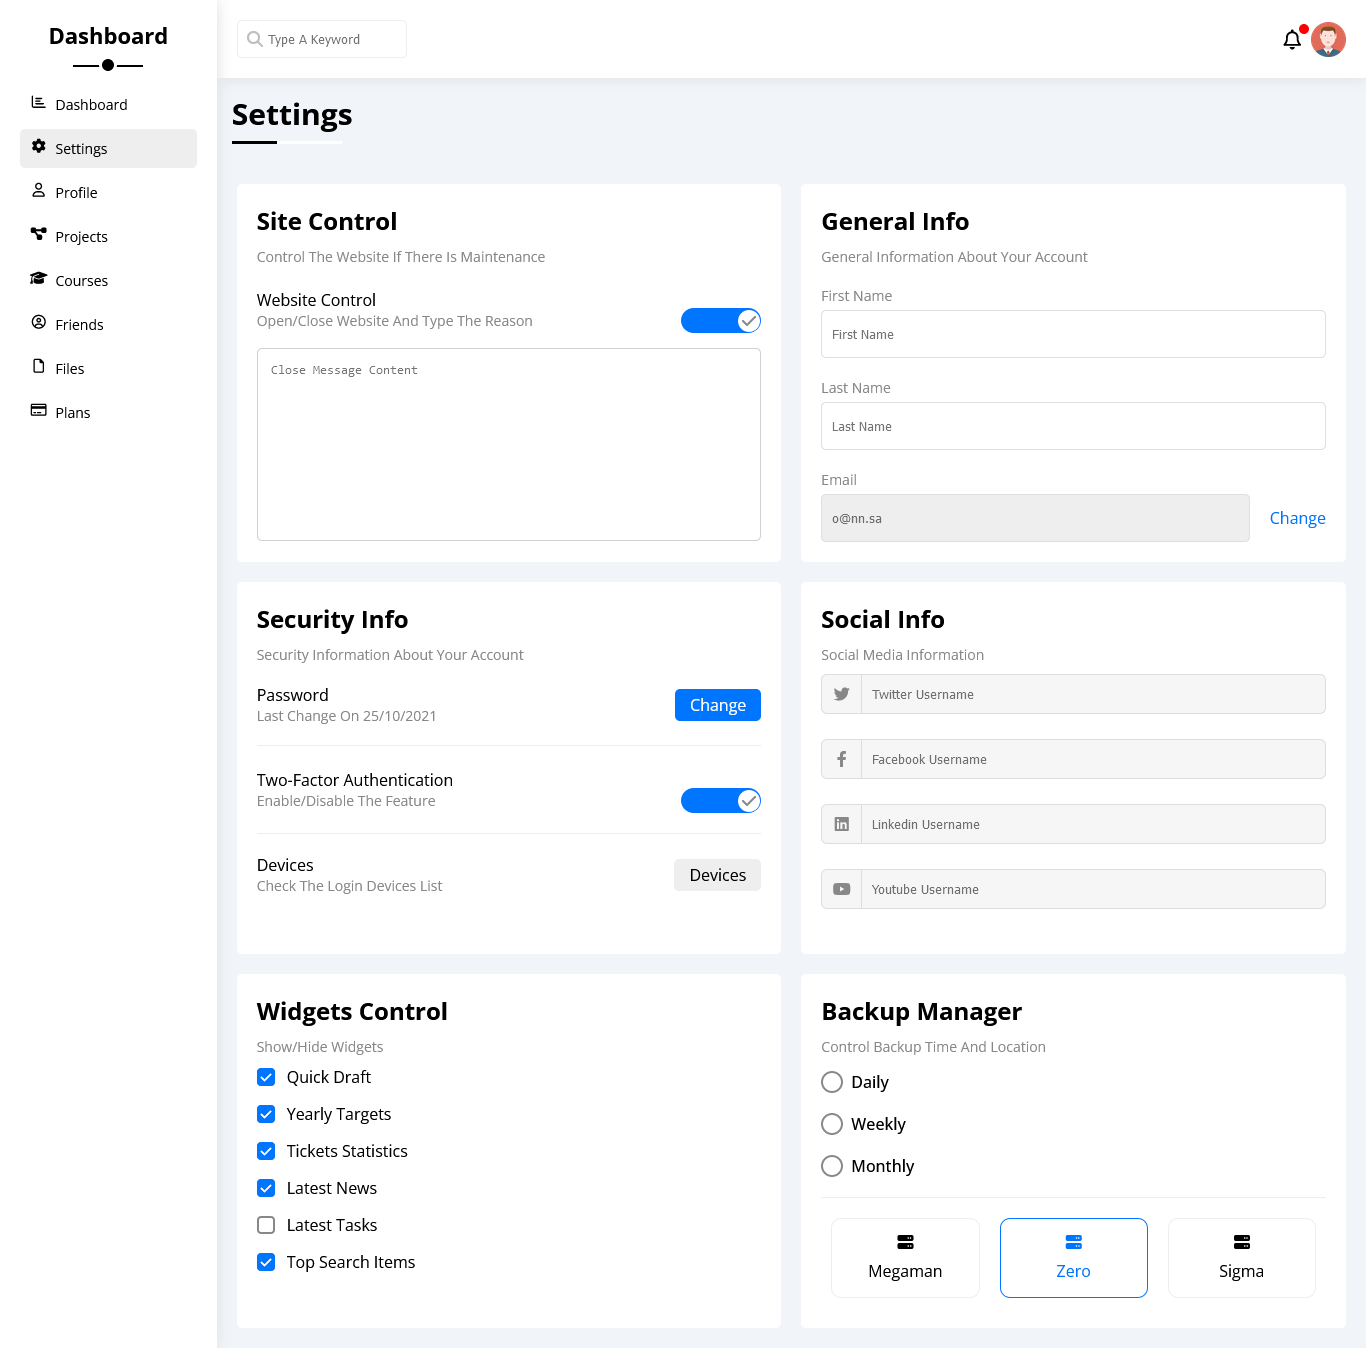 Dashboard
Dashboard
Settings
Profile
Projects
Courses
Friends
Files
Plans
Type A Keyword
Settings
Site Control
Control The Website If There Is Maintenance
Website Control
Open/Close Website And Type The Reason
Close Message Content
General Info
General Information About Your Account
First Name
First Name
Last Name
Last Name
Email
o@nn.sa
Change
Security Info
Security Information About Your Account
Password
Last Change On 25/10/2021
Change
Two-Factor Authentication
Enable/Disable The Feature
Devices
Check The Login Devices List
Devices
Social Info
Social Media Information
Twitter Username
Facebook Username
Linkedin Username
Youtube Username
Widgets Control
Show/Hide Widgets
Quick Draft
Yearly Targets
Tickets Statistics
Latest News
Latest Tasks
Top Search Items
Backup Manager
Control Backup Time And Location
Daily
Weekly
Monthly
Megaman
Zero
Sigma